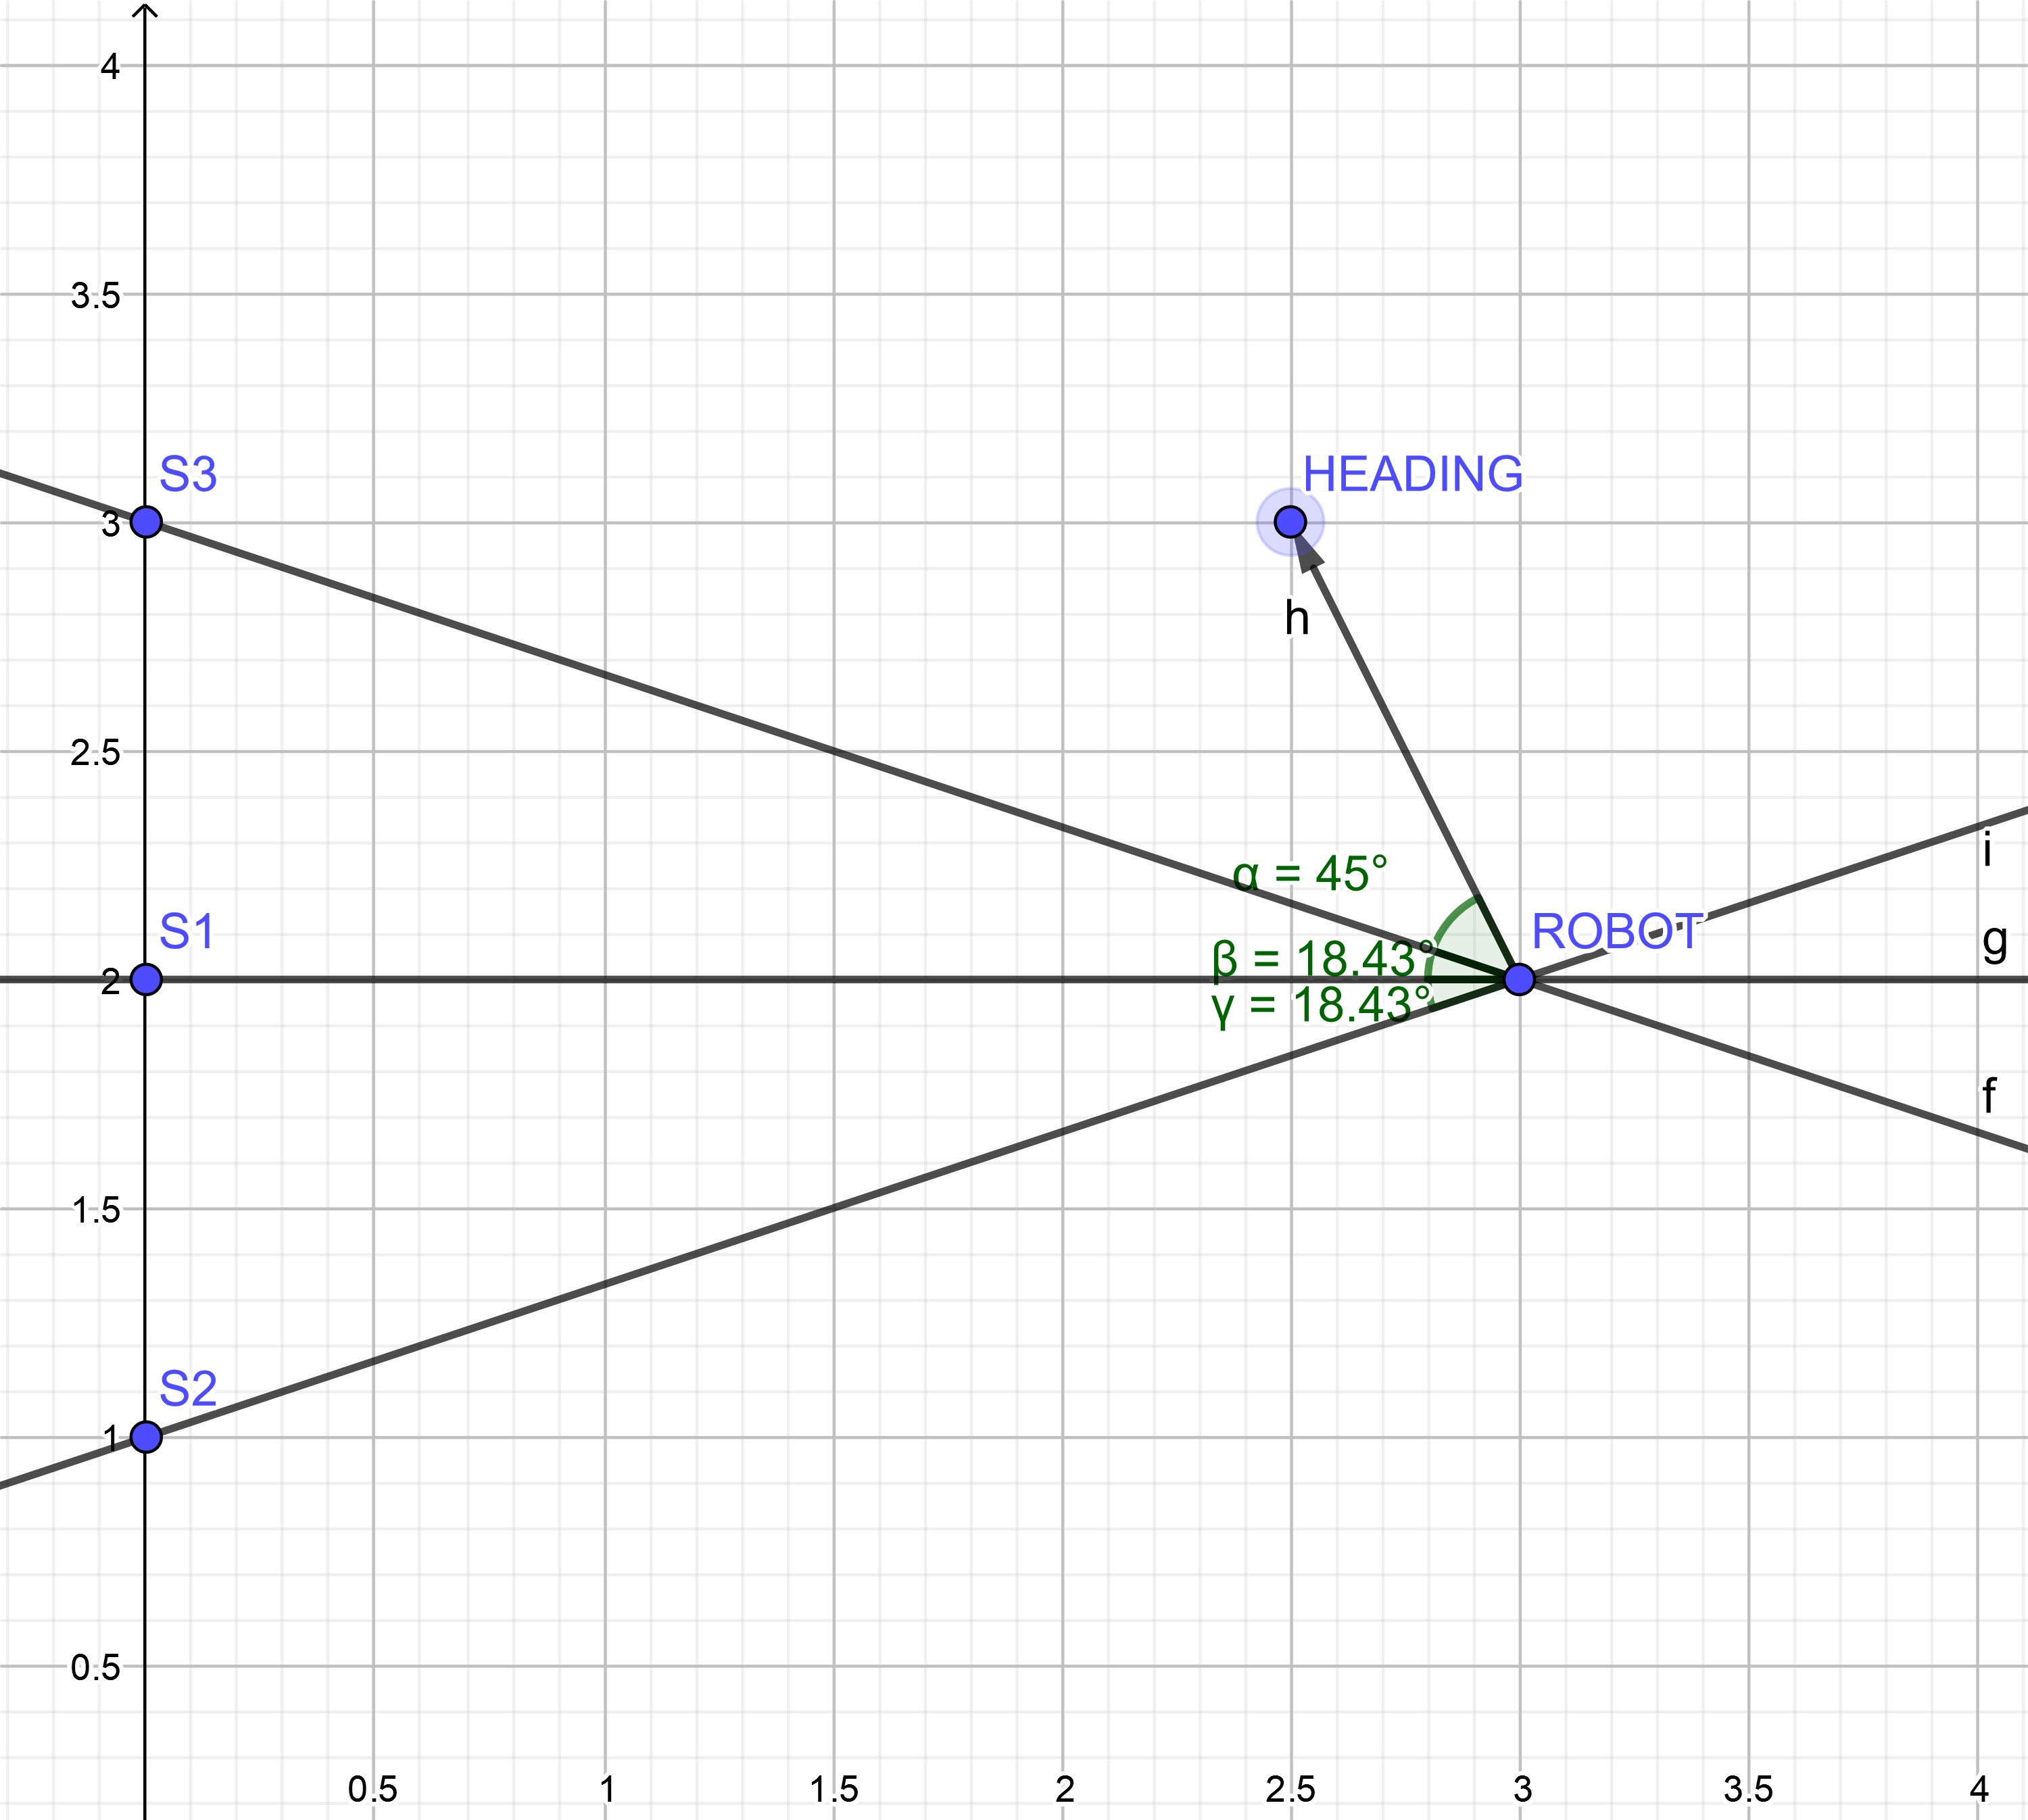 4
3.5
S3
HEADING
3
h
2.5
α = 45°
i
S1
ROBOT
β = 18.43°
g
2
γ = 18.43°
f
1.5
S2
1
0.5
0.5 1 1.5 2 2.5 3 3.5 4